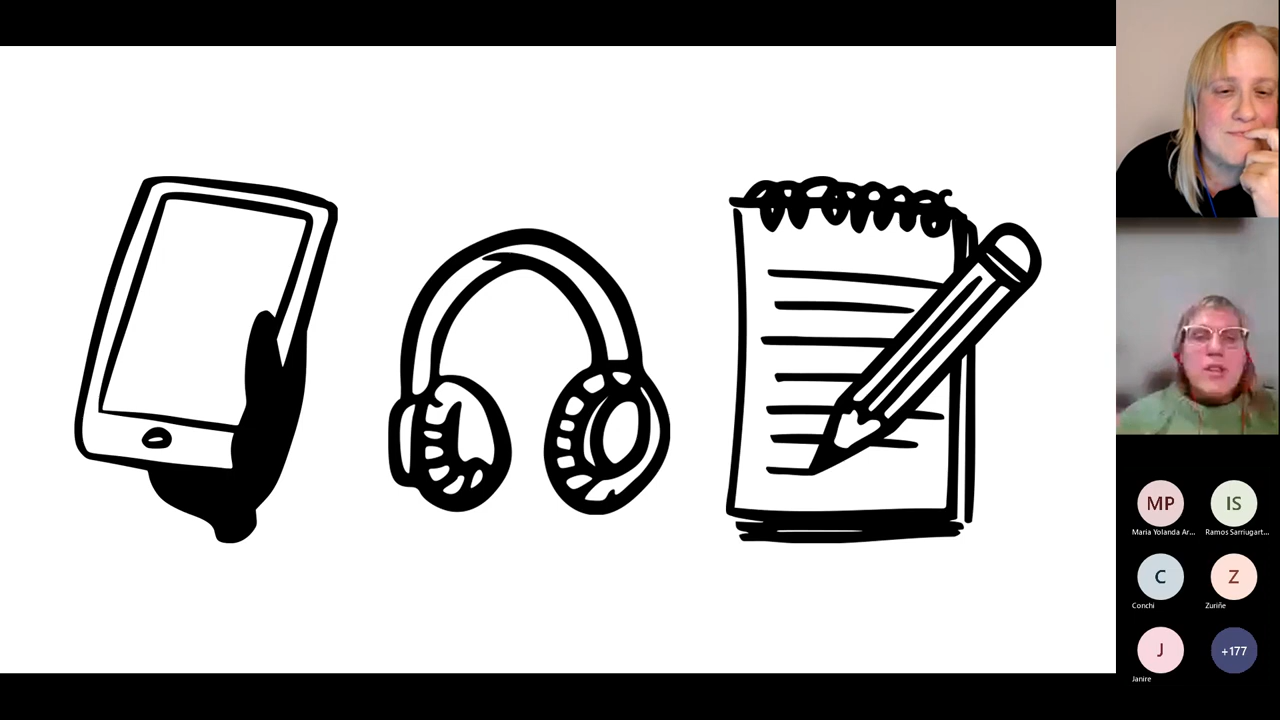 MP
IS
Maria Yolanda Ar...
Ramos Sarriugart...
C
Z
Conchi
Zuriñe
J
+177
Janire